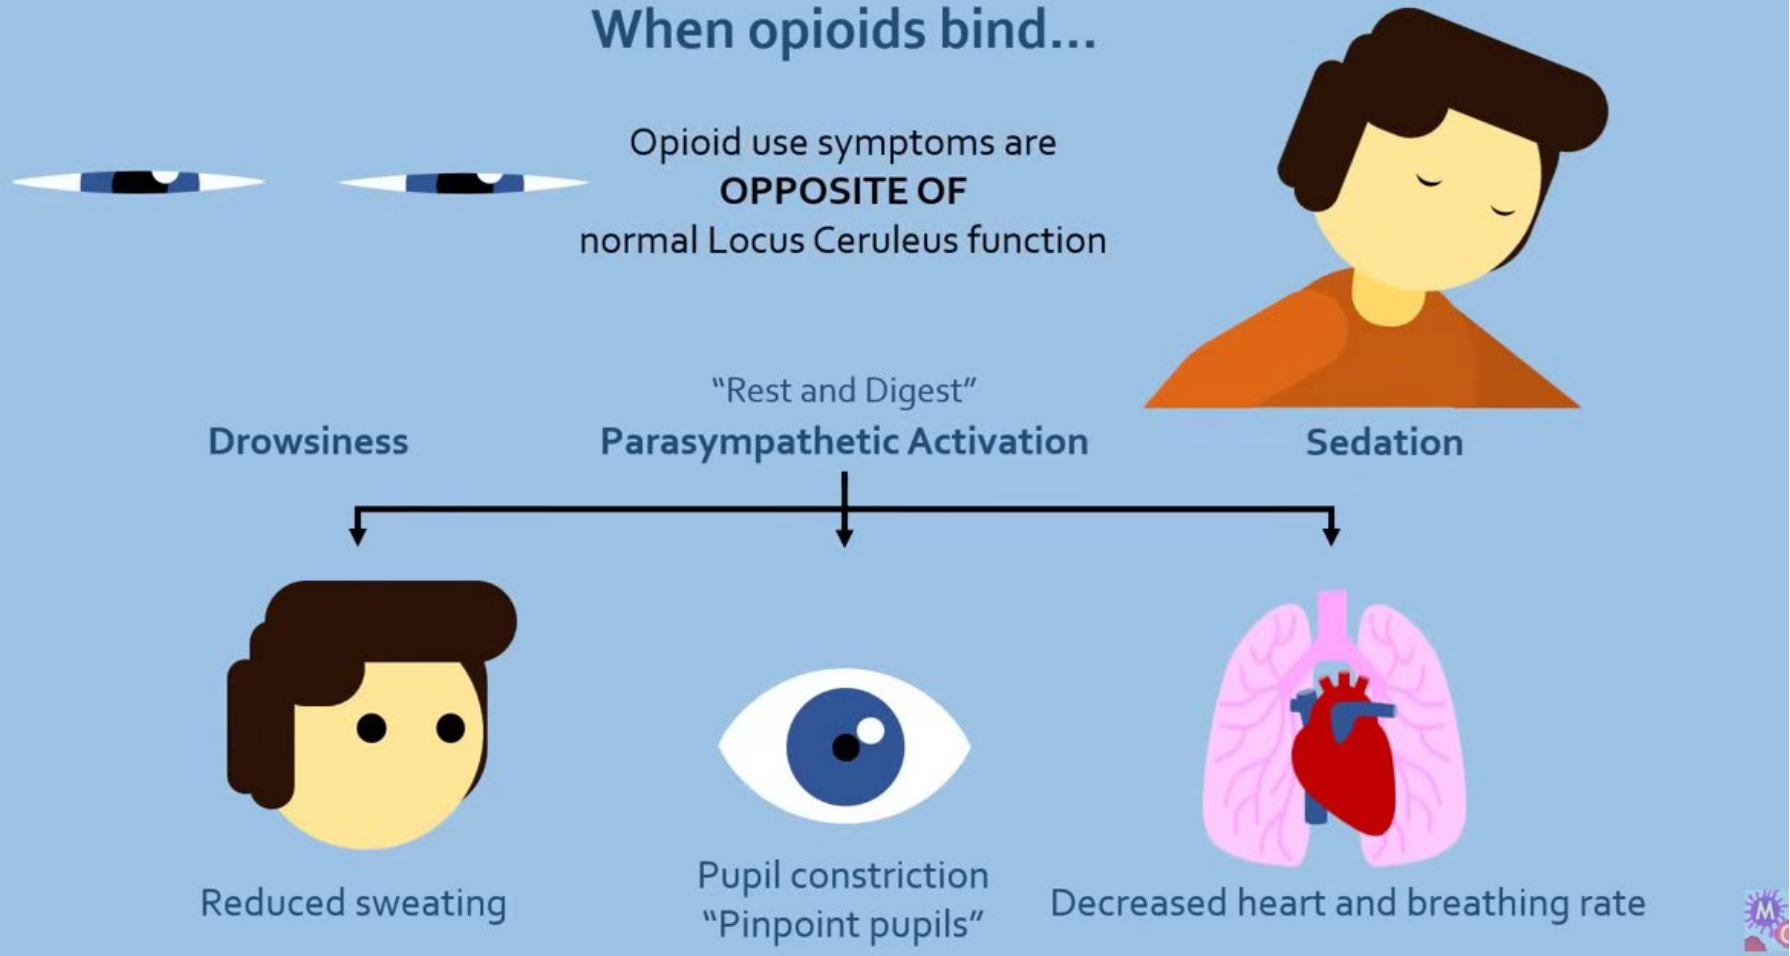 When opioids bind...
Opioid use symptoms are
OPPOSITE OF
normal Locus Ceruleus function
"Rest and Digest"
Drowsiness
Parasympathetic Activation
Sedation
Reduced sweating
Pupil constriction
"Pinpoint pupils"
Decreased heart and breathing rate
M